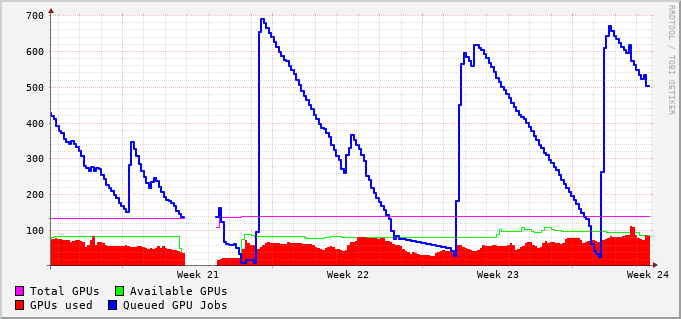 700
600
500
400
300
200
100
Week 21 Week 22 Week 23 Week 24
Total GPUs Available GPUs
GPUs used Queued GPU Jobs
RRDTOOL / TOBI OETIKER